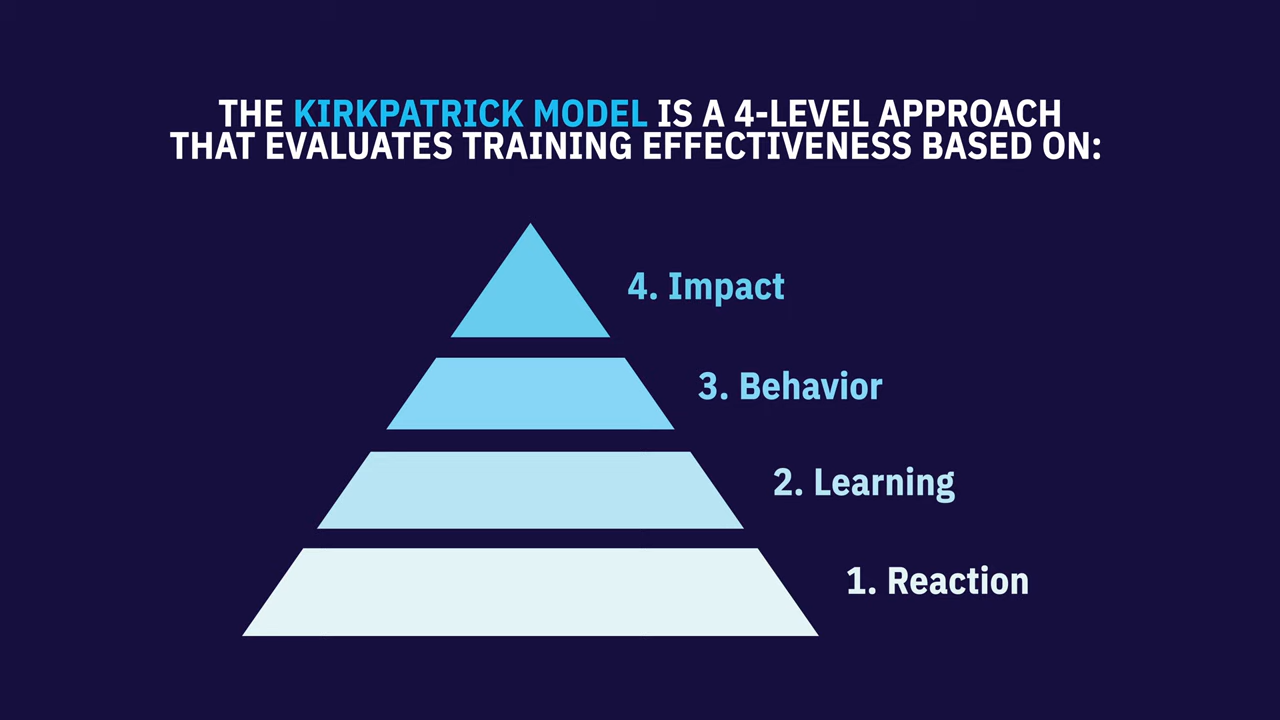 THE KIRKPATRICK MODEL IS A 4-LEVEL APPROACH
THAT EVALUATES TRAINING EFFECTIVENESS BASED ON:
4. Impact
3. Behavior
2. Learning
1. Reaction